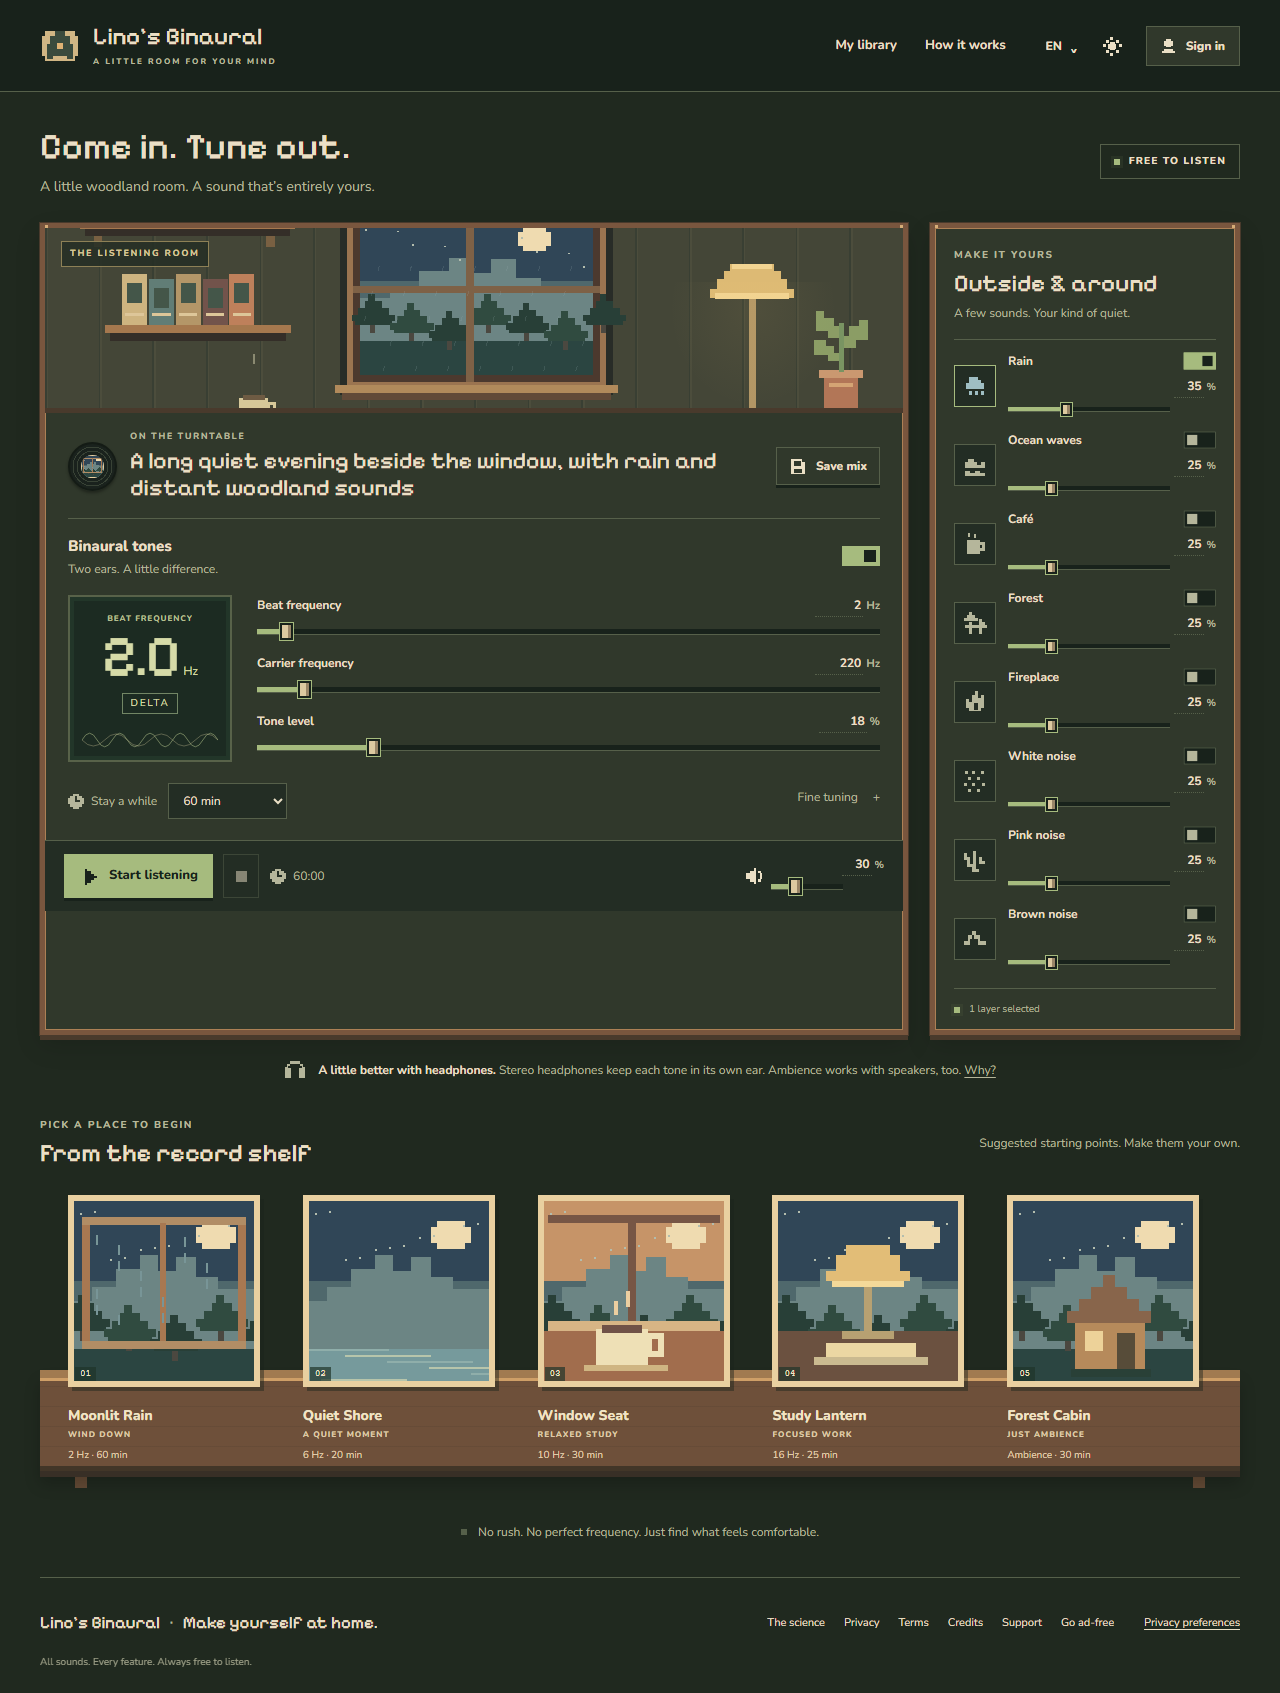 Lino's Binaural
A LITTLE ROOM FOR YOUR MIND
My library
How it works
EN
Sign in
Come in. Tune out.
A little woodland room. A sound that's entirely yours.
FREE TO LISTEN
THE LISTENING ROOM
ON THE TURNTABLE
A long quiet evening beside the window, with rain and
distant woodland sounds
Save mix
Binaural tones
Two ears. A little difference.
BEAT FREQUENCY
2.0 Hz
DELTA
Beat frequency
2 Hz
Carrier frequency
220 Hz
Tone level
18 %
Stay a while
60 min
Fine tuning +
Start listening
60:00
30 %
MAKE IT YOURS
Outside & around
A few sounds. Your kind of quiet.
Rain
35 %
Ocean waves
25 %
Café
25 %
Forest
25 %
Fireplace
25 %
White noise
25 %
Pink noise
25 %
Brown noise
25 %
1 layer selected
A little better with headphones. Stereo headphones keep each tone in its own ear. Ambience works with speakers, too. Why?
PICK A PLACE TO BEGIN
From the record shelf
Suggested starting points. Make them your own.
01
Moonlit Rain
WIND DOWN
2 Hz · 60 min
02
Quiet Shore
A QUIET MOMENT
6 Hz · 20 min
03
Window Seat
RELAXED STUDY
10 Hz · 30 min
04
Study Lantern
FOCUSED WORK
16 Hz · 25 min
05
Forest Cabin
JUST AMBIENCE
Ambience · 30 min
No rush. No perfect frequency. Just find what feels comfortable.
Lino's Binaural · Make yourself at home.
The science
Privacy
Terms
Credits
Support
Go ad-free
Privacy preferences
All sounds. Every feature. Always free to listen.